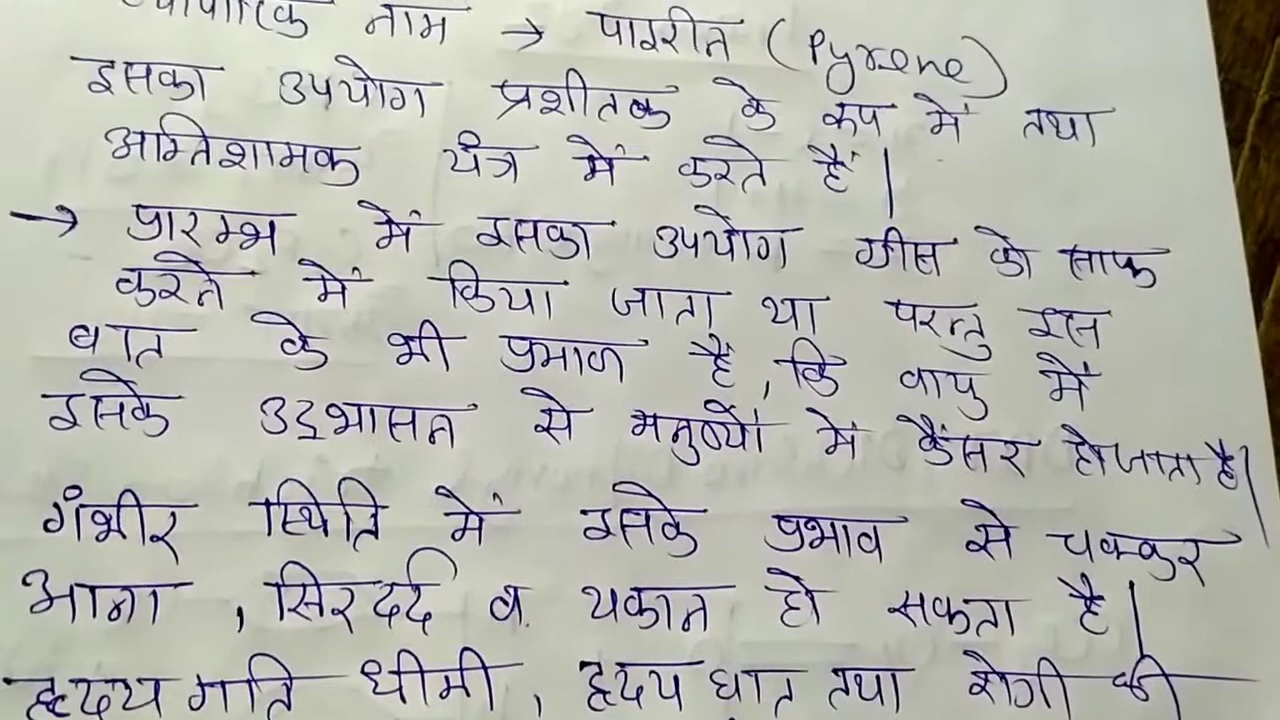 व्यापारिक नाम → पाइरीन (Pyrene)
इसका उपयोग प्रशीतक के रूप में तथा
अग्निशामक यंत्र में करते हैं।
→ प्रारम्भ में इसका उपयोग ग्रीस को साफ
करने में किया जाता था परन्तु इस
बात के भी प्रमाण हैं, कि वायु में
इसके उद्भासन से मनुष्यों में कैंसर हो जाता है।
गंभीर स्थिति में इसके प्रभाव से चक्कर
आना, सिरदर्द व थकान हो सकता है।
हृदय गति धीमी, हृदय घात तथा रोगी की